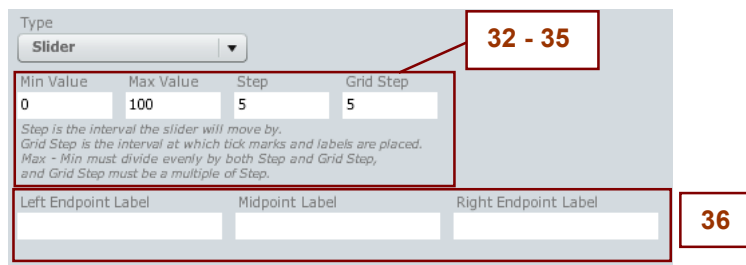 Type
Slider
32 - 35
Min Value Max Value Step Grid Step
0 100 5 5
Step is the interval the slider will move by.
Grid Step is the interval at which tick marks and labels are placed.
Max - Min must divide evenly by both Step and Grid Step,
and Grid Step must be a multiple of Step.
Left Endpoint Label Midpoint Label Right Endpoint Label
36